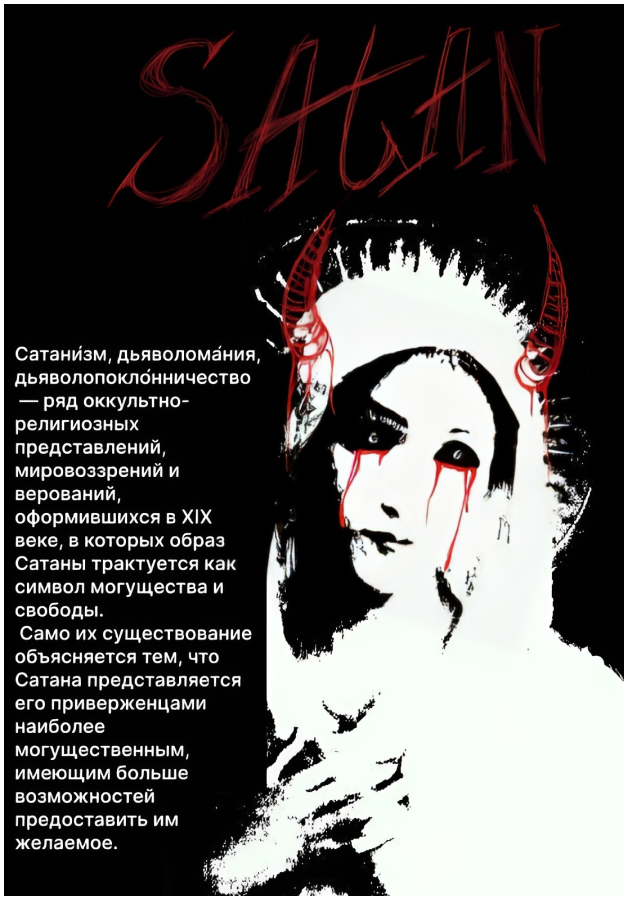 SATAN
Сатани́зм, дьяволома́ния,
дьяволопокло́нничество
— ряд оккультно-
религиозных
представлений,
мировоззрений и
верований,
оформившихся в XIX
веке, в которых образ
Сатаны трактуется как
символ могущества и
свободы.
Само их существование
объясняется тем, что
Сатана представляется
его приверженцами
наиболее
могущественным,
имеющим больше
возможностей
предоставить им
желаемое.